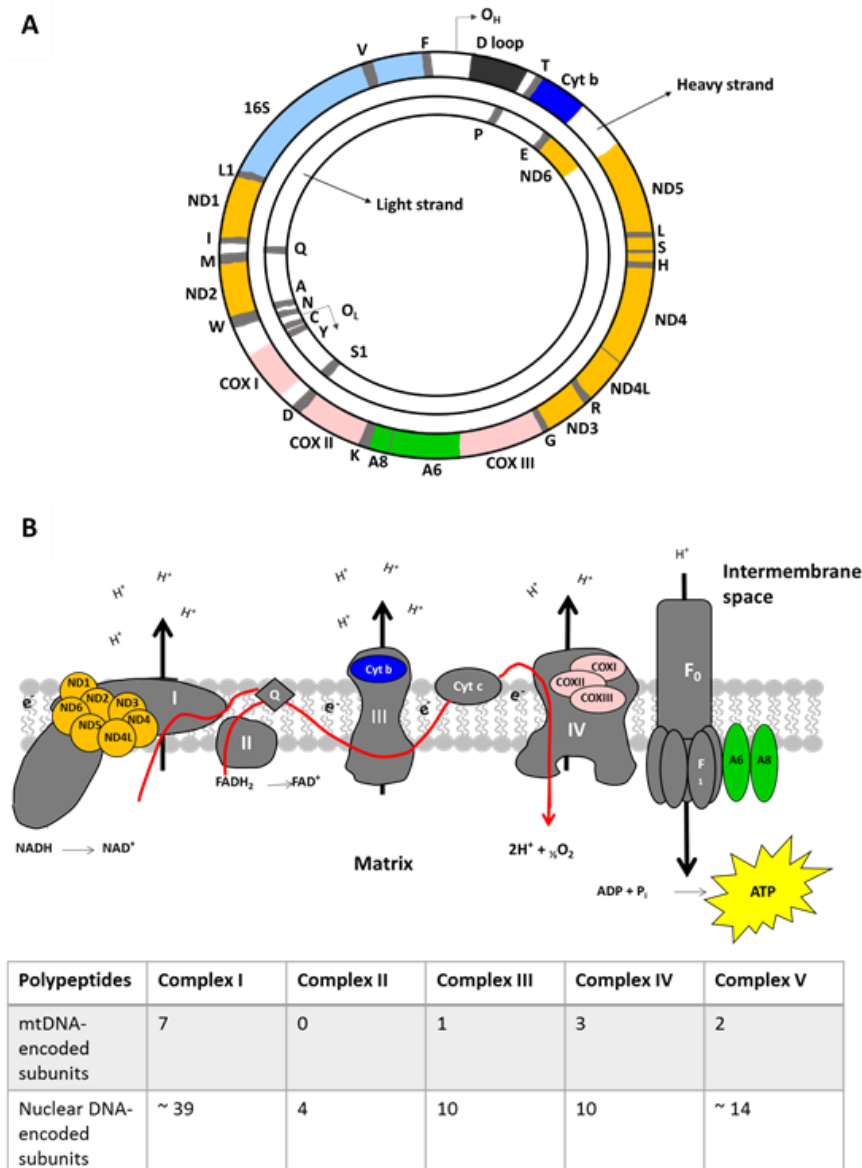 A
O_H
D loop
F
V
T
Cyt b
Heavy strand
16S
P
E
ND6
L1
ND1
Light strand
ND5
L
S
H
I
M
Q
ND2
A
N
C
Y
O_L
W
ND4
S1
COX I
ND4L
D
R
ND3
COX II
G
K
A8
A6
COX III
B
H⁺ H⁺ H⁺ H⁺
H⁺ H⁺ H⁺ H⁺
H⁺ H⁺
H⁺
Intermembrane
space
ND1
ND2
ND3
ND6
ND5
ND4
ND4L
I
e⁻
Q
II
e⁻
Cyt b
III
e⁻
Cyt c
e⁻
COXI
COXII
COXIII
IV
F₀
F
1
A6
A8
FADH₂ → FAD⁺
NADH → NAD⁺
Matrix
2H⁺ + ½O₂
ADP + Pᵢ →
ATP
Polypeptides Complex I Complex II Complex III Complex IV Complex V
mtDNA- 7 0 1 3 2
encoded
subunits
Nuclear DNA- ~ 39 4 10 10 ~ 14
encoded
subunits